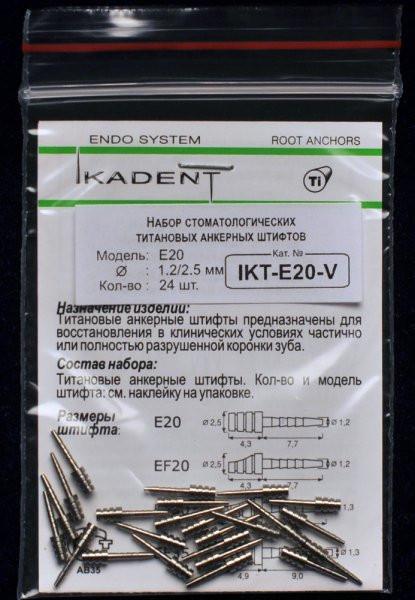 ENDO SYSTEM ROOT ANCHORS
IKADENT Ti
НАБОР СТОМАТОЛОГИЧЕСКИХ
ТИТАНОВЫХ АНКЕРНЫХ ШТИФТОВ
Модель: E20 Кат. №
Ø : 1.2/2.5 мм IKT-E20-V
Кол-во : 24 шт.
Назначение изделия:
Титановые анкерные штифты предназначены для
восстановления в клинических условиях частично
или полностью разрушенной коронки зуба.
Состав набора:
Титановые анкерные штифты. Кол-во и модель
штифта: см. наклейку на упаковке.
Размеры
штифта: E20 ø 2,5 ø 1,2
4,3 7,7
EF20 ø 2,5 ø 1,2
4,3 7,7
ø 1,3
АВ35 4,9 9,0